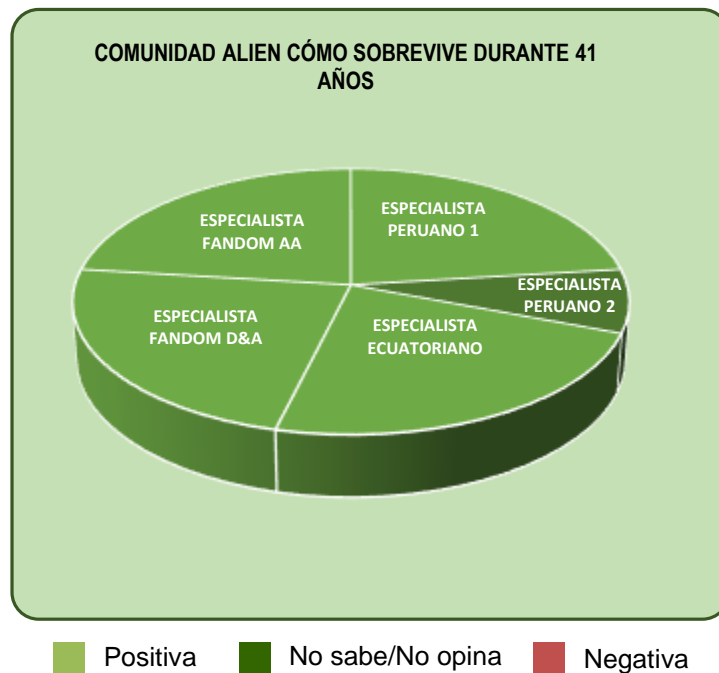 COMUNIDAD ALIEN CÓMO SOBREVIVE DURANTE 41
AÑOS
ESPECIALISTA
FANDOM AA
ESPECIALISTA
PERUANO 1
ESPECIALISTA
PERUANO 2
ESPECIALISTA
FANDOM D&A
ESPECIALISTA
ECUATORIANO
Positiva
No sabe/No opina
Negativa